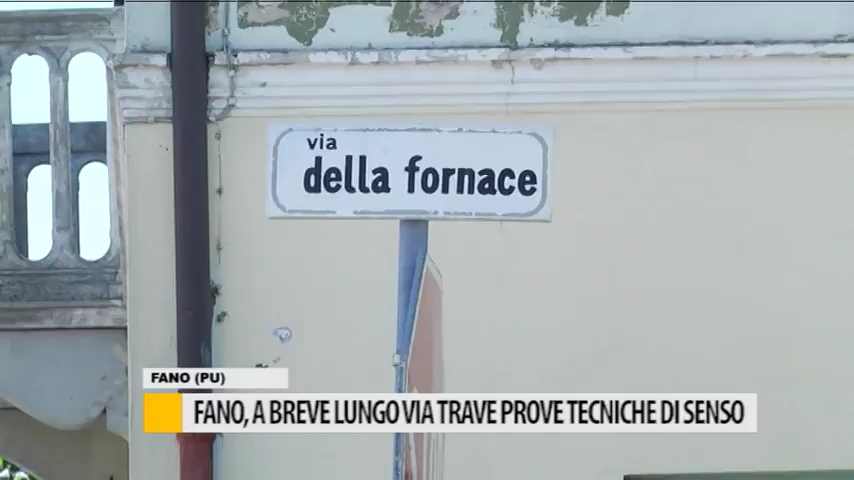 via
della fornace
FANO (PU)
FANO, A BREVE LUNGO VIA TRAVE PROVE TECNICHE DI SENSO